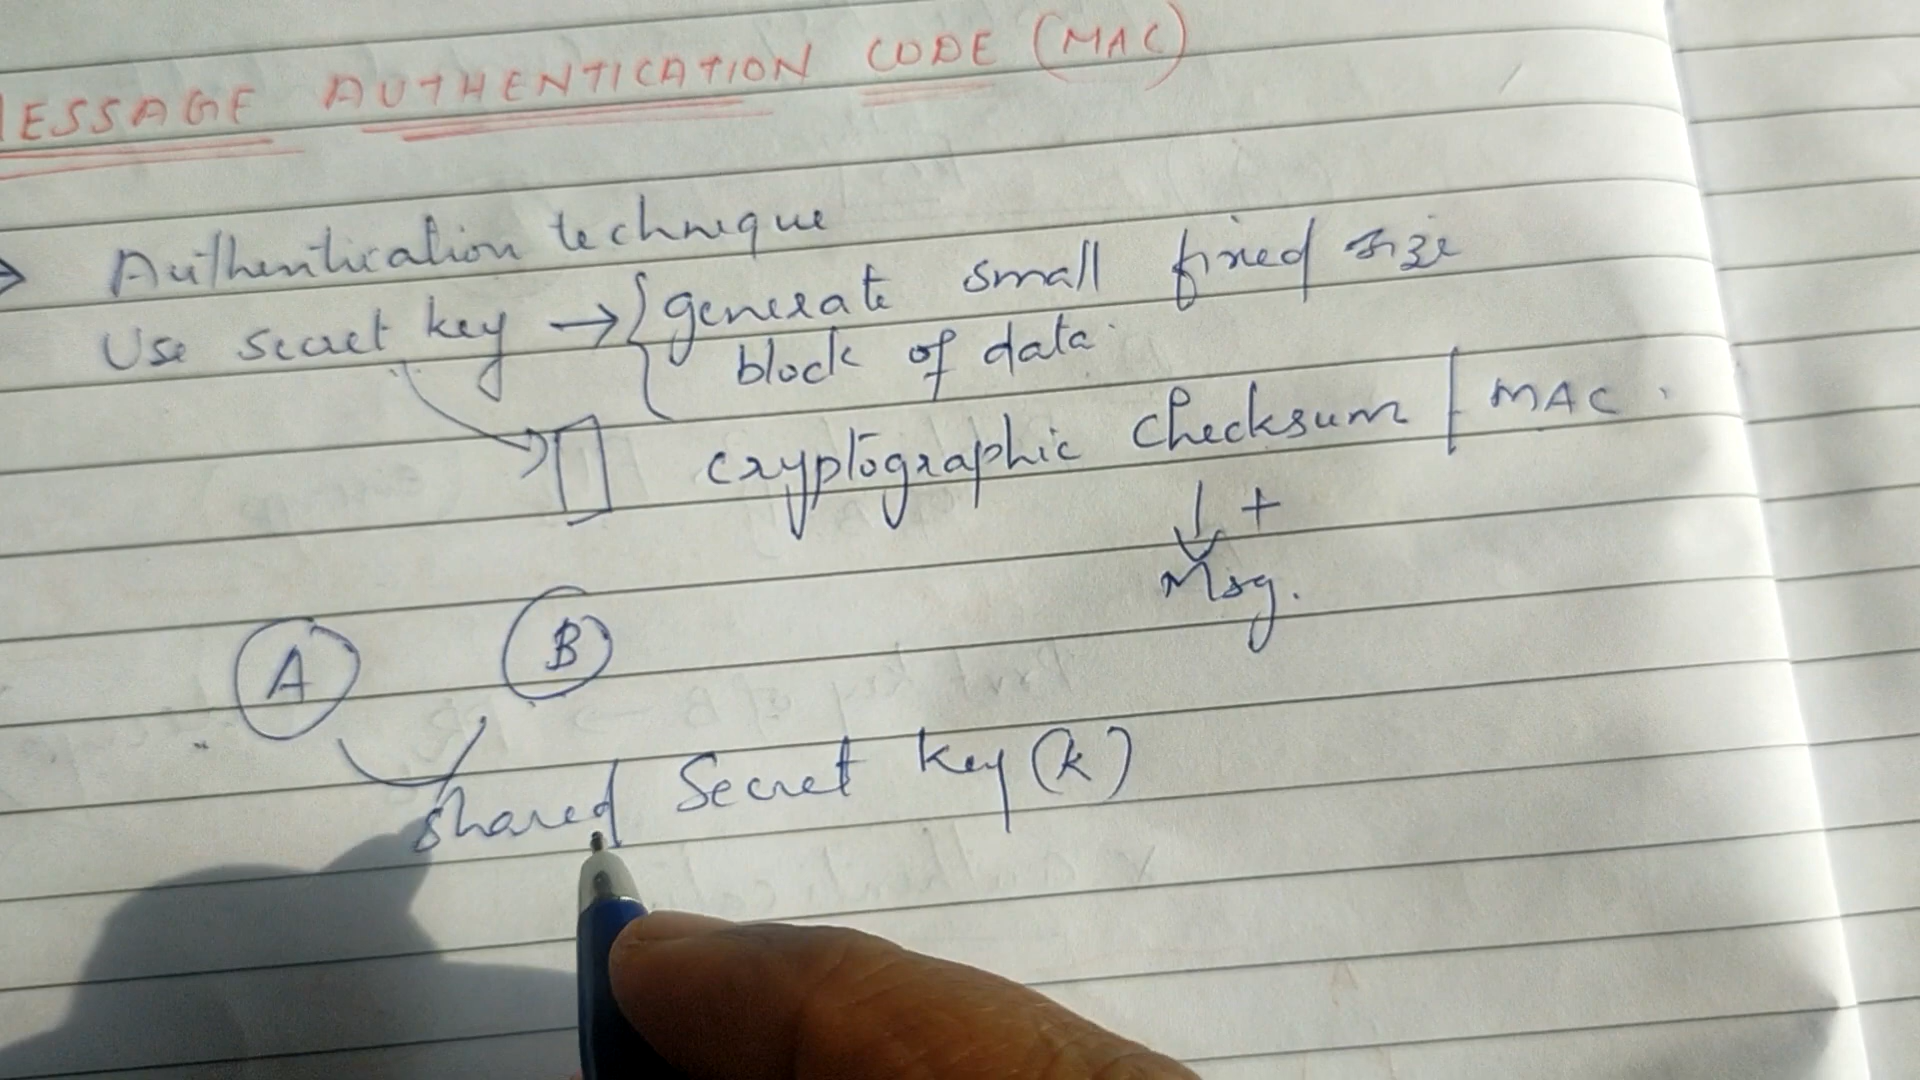 MESSAGE AUTHENTICATION CODE (MAC)
→ Authentication technique
Use secret key → { generate small fixed size
block of data.
cryptographic checksum / MAC.
↓ +
Msg.
A B
shared secret key (k)